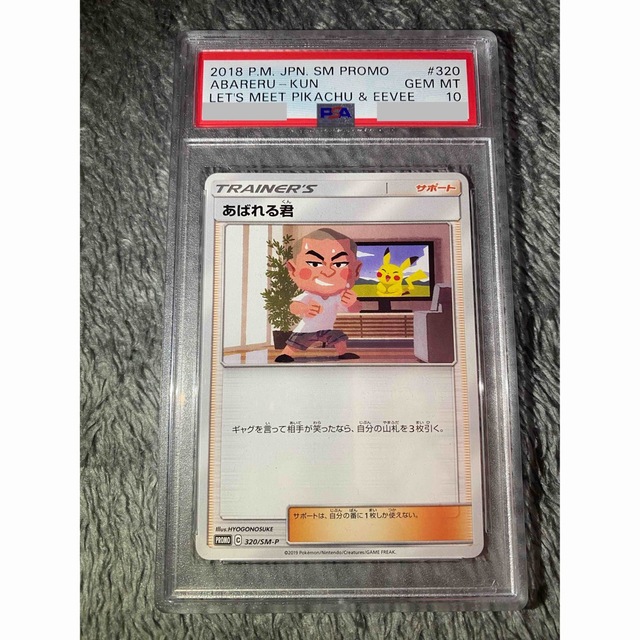 2018 P.M. JPN. SM PROMO #320
ABARERU-KUN GEM MT
LET'S MEET PIKACHU & EEVEE 10
PSA
TRAINER'S サポート
あばれる君
くん
ギャグを言って相手が笑ったなら、自分の山札を3枚引く。
サポートは、自分の番に1枚しか使えない。
Illus.HYOGONOSUKE
PROMO C 320/SM-P
©2019 Pokémon/Nintendo/Creatures/GAME FREAK.